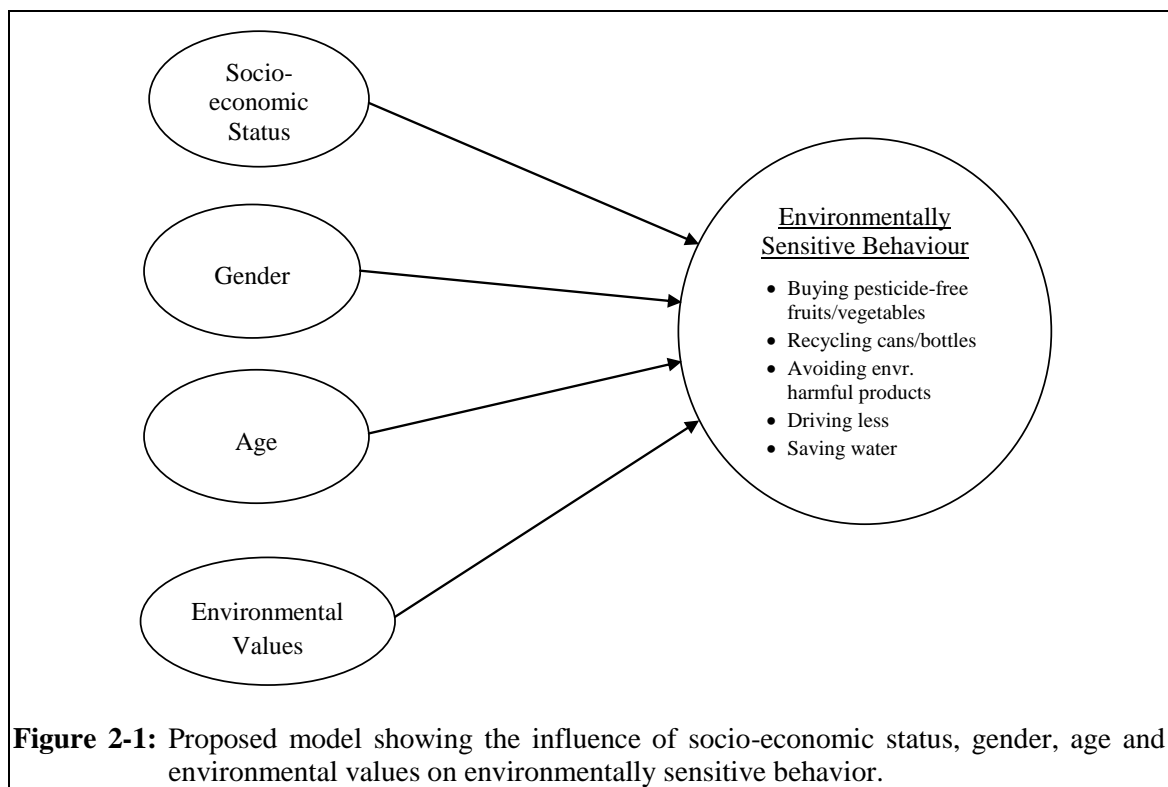 Socio-
economic
Status
Gender
Age
Environmental
Values
Environmentally
Sensitive Behaviour
• Buying pesticide-free
fruits/vegetables
• Recycling cans/bottles
• Avoiding envr.
harmful products
• Driving less
• Saving water
Figure 2-1: Proposed model showing the influence of socio-economic status, gender, age and
environmental values on environmentally sensitive behavior.